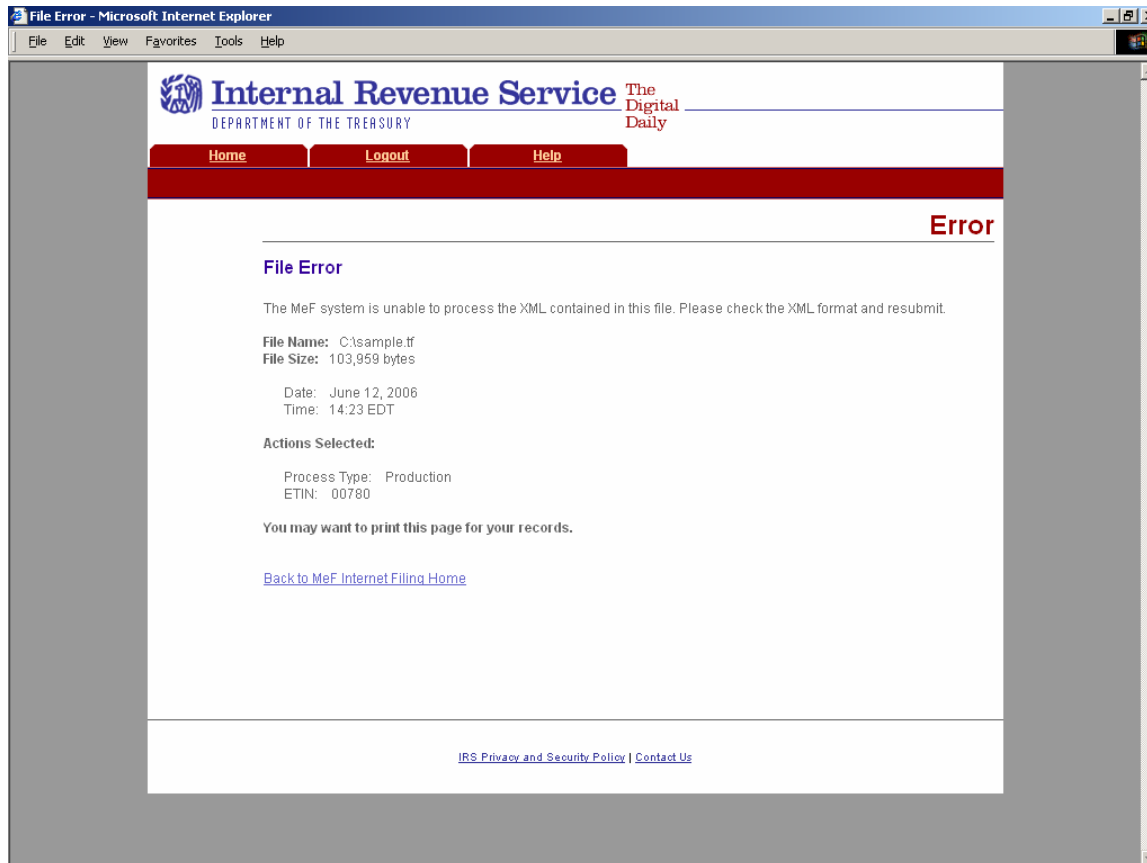 File Error - Microsoft Internet Explorer
File Edit View Favorites Tools Help
Internal Revenue Service
DEPARTMENT OF THE TREASURY
The
Digital
Daily
Home Logout Help
Error
File Error
The MeF system is unable to process the XML contained in this file. Please check the XML format and resubmit.
File Name: C:\sample.tf
File Size: 103,959 bytes
Date: June 12, 2006
Time: 14:23 EDT
Actions Selected:
Process Type: Production
ETIN: 00780
You may want to print this page for your records.
Back to MeF Internet Filing Home
IRS Privacy and Security Policy | Contact Us